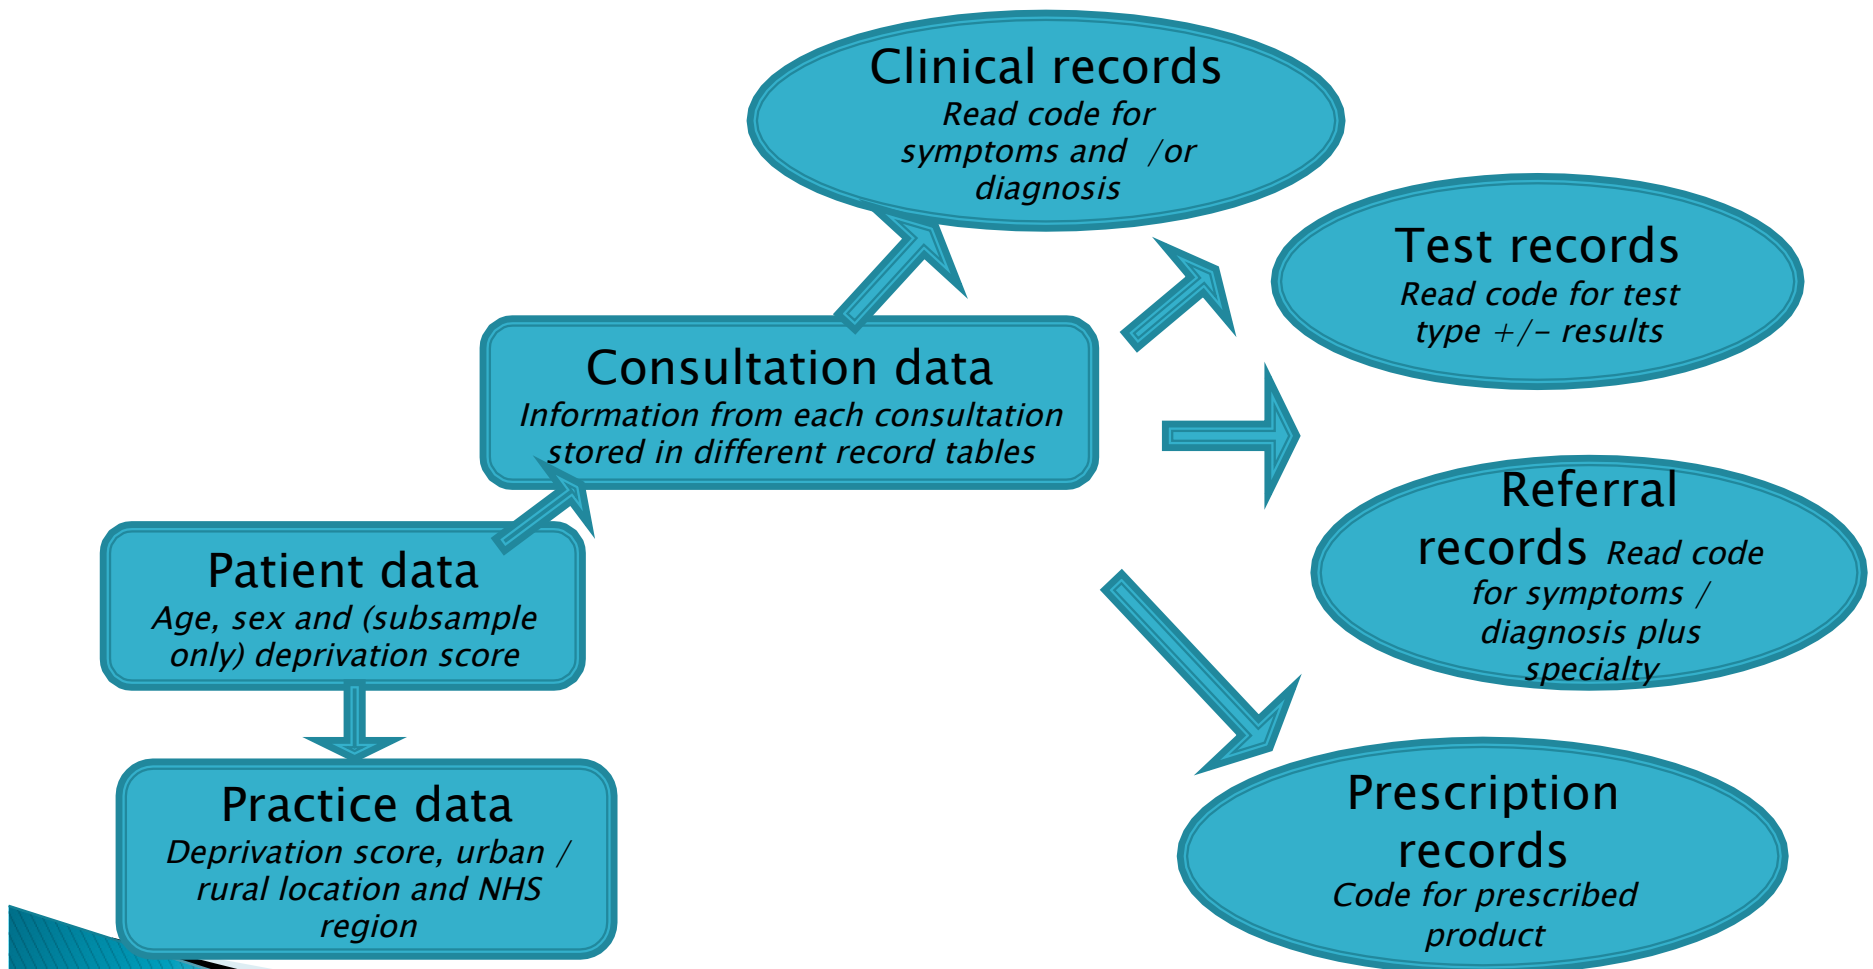 Clinical records
Read code for
symptoms and /or
diagnosis
Test records
Read code for test
type +/- results
Consultation data
Information from each consultation
stored in different record tables
Referral
records Read code
for symptoms /
diagnosis plus
specialty
Patient data
Age, sex and (subsample
only) deprivation score
Practice data
Deprivation score, urban /
rural location and NHS
region
Prescription
records
Code for prescribed
product